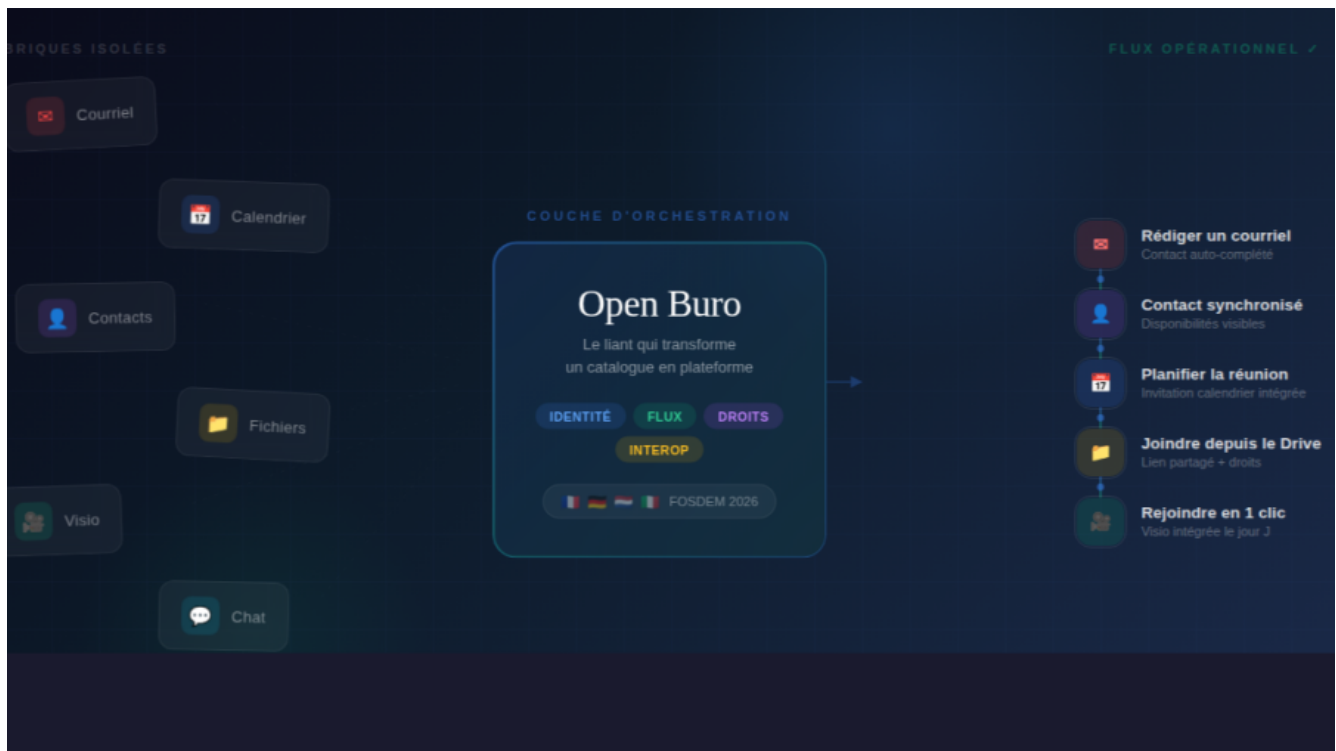 BRIQUES ISOLÉES
Courriel
Calendrier
Contacts
Fichiers
Visio
Chat
COUCHE D'ORCHESTRATION
Open Buro
Le liant qui transforme
un catalogue en plateforme
IDENTITÉ FLUX DROITS
INTEROP
FOSDEM 2026
FLUX OPÉRATIONNEL ✓
Rédiger un courriel
Contact auto-complété
Contact synchronisé
Disponibilités visibles
Planifier la réunion
Invitation calendrier intégrée
Joindre depuis le Drive
Lien partagé + droits
Rejoindre en 1 clic
Visio intégrée le jour J